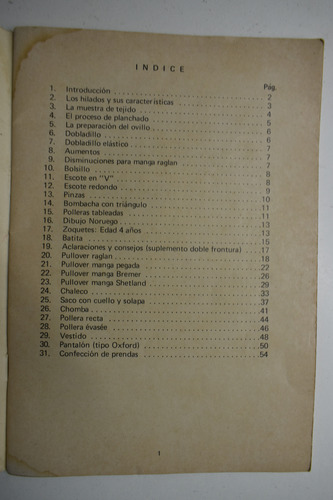 INDICE
Pág.
1. Introducción 2
2. Los hilados y sus características 3
3. La muestra de tejido 4
4. El proceso de planchado 5
5. La preparación del ovillo 6
6. Dobladillo 6
7. Dobladillo elástico 7
8. Aumentos 7
9. Disminuciones para manga raglan 7
10. Bolsillo 8
11. Escote en "V" 8
12. Escote redondo 9
13. Pinzas 10
14. Bombacha con triángulo 11
15. Polleras tableadas 11
16. Dibujo Noruego 13
17. Zoquetes: Edad 4 años 13
18. Batita 15
19. Aclaraciones y consejos (suplemento doble frontura) 17
20. Pullover raglan 18
21. Pullover manga pegada 22
22. Pullover manga Bremer 26
23. Pullover manga Shetland 29
24. Chaleco 33
25. Saco con cuello y solapa 37
26. Chomba 41
27. Pollera recta 44
28. Pollera évasée 46
29. Vestido 48
30. Pantalón (tipo Oxford) 50
31. Confección de prendas 54
1